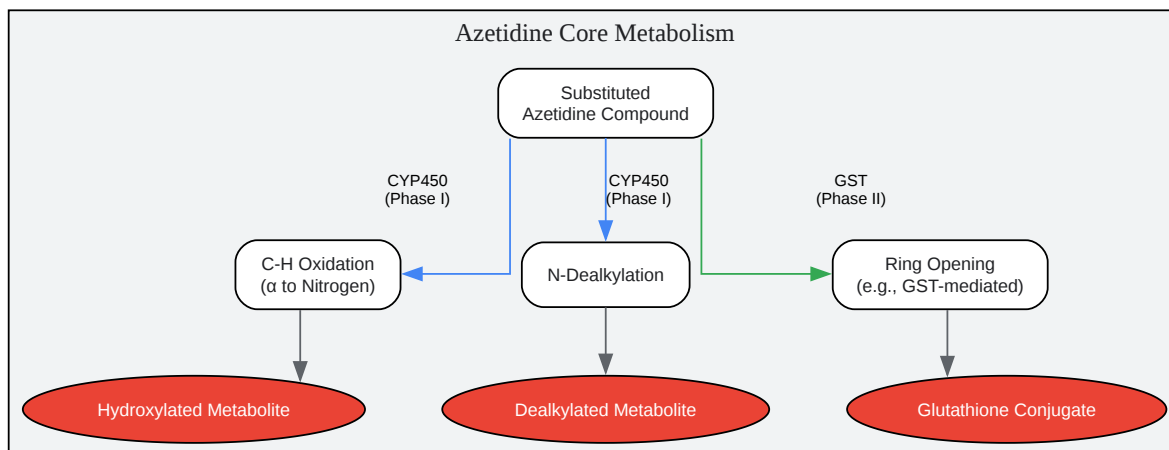 Azetidine Core Metabolism
Substituted
Azetidine Compound
CYP450
(Phase I)
CYP450
(Phase I)
GST
(Phase II)
C-H Oxidation
(α to Nitrogen)
N-Dealkylation
Ring Opening
(e.g., GST-mediated)
Hydroxylated Metabolite
Dealkylated Metabolite
Glutathione Conjugate